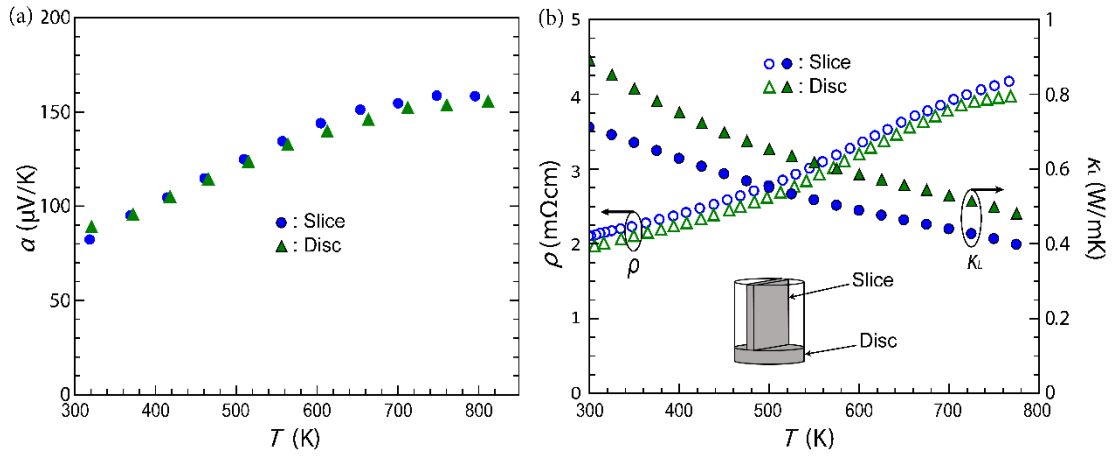 (a)
200
150
100
50
0
α (μV/K)
: Slice
: Disc
300 400 500 600 700 800
T (K)
(b)
5
4
3
2
1
0
ρ (mΩcm)
: Slice
: Disc
ρ
κL
Slice
Disc
1
0.8
0.6
0.4
0.2
0
κL (W/mK)
300 400 500 600 700 800
T (K)